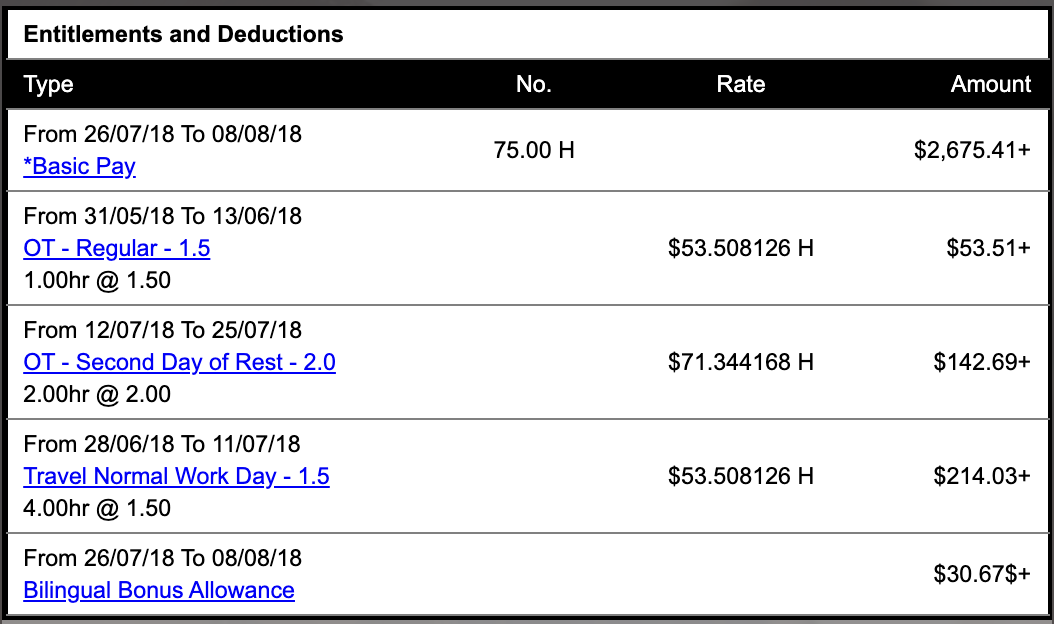 Entitlements and Deductions
Type No. Rate Amount
From 26/07/18 To 08/08/18
*Basic Pay 75.00 H $2,675.41+
From 31/05/18 To 13/06/18
OT - Regular - 1.5 $53.508126 H $53.51+
1.00hr @ 1.50
From 12/07/18 To 25/07/18
OT - Second Day of Rest - 2.0 $71.344168 H $142.69+
2.00hr @ 2.00
From 28/06/18 To 11/07/18
Travel Normal Work Day - 1.5 $53.508126 H $214.03+
4.00hr @ 1.50
From 26/07/18 To 08/08/18
Bilingual Bonus Allowance $30.67$+